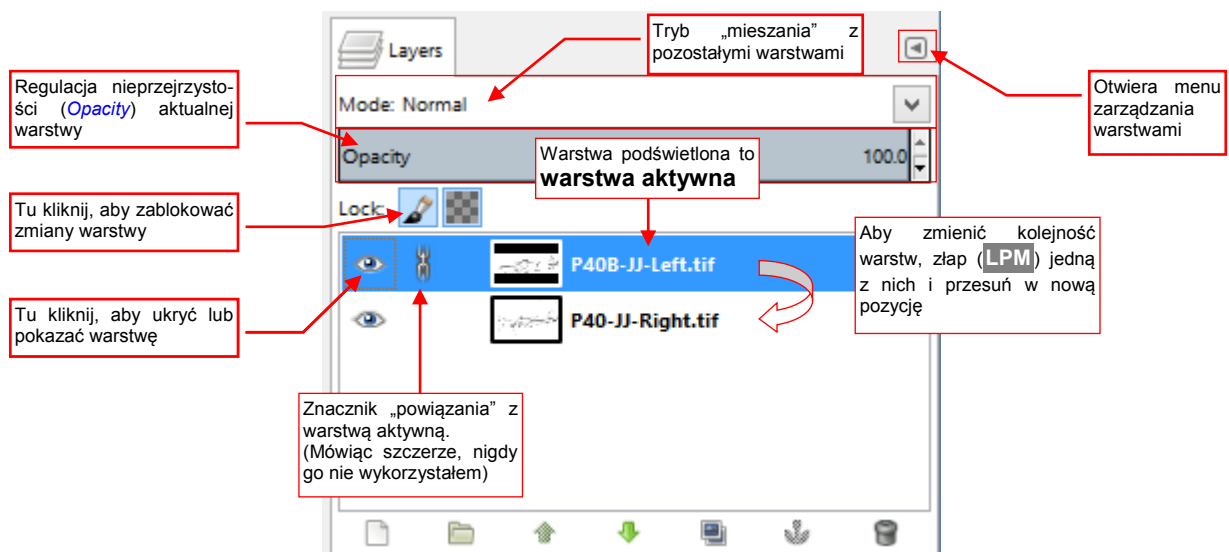 Layers
Tryb „mieszania” z
pozostałymi warstwami
Regulacja nieprzejrzysto-
ści (Opacity) aktualnej
warstwy
Mode: Normal
Otwiera menu
zarządzania
warstwami
Opacity
100.0
Warstwa podświetlona to
warstwa aktywna
Tu kliknij, aby zablokować
zmiany warstwy
Lock:
Aby zmienić kolejność
warstw, złap (LPM) jedną
z nich i przesuń w nową
pozycję
P40B-JJ-Left.tif
Tu kliknij, aby ukryć lub
pokazać warstwę
P40-JJ-Right.tif
Znacznik „powiązania” z
warstwą aktywną.
(Mówiąc szczerze, nigdy
go nie wykorzystałem)